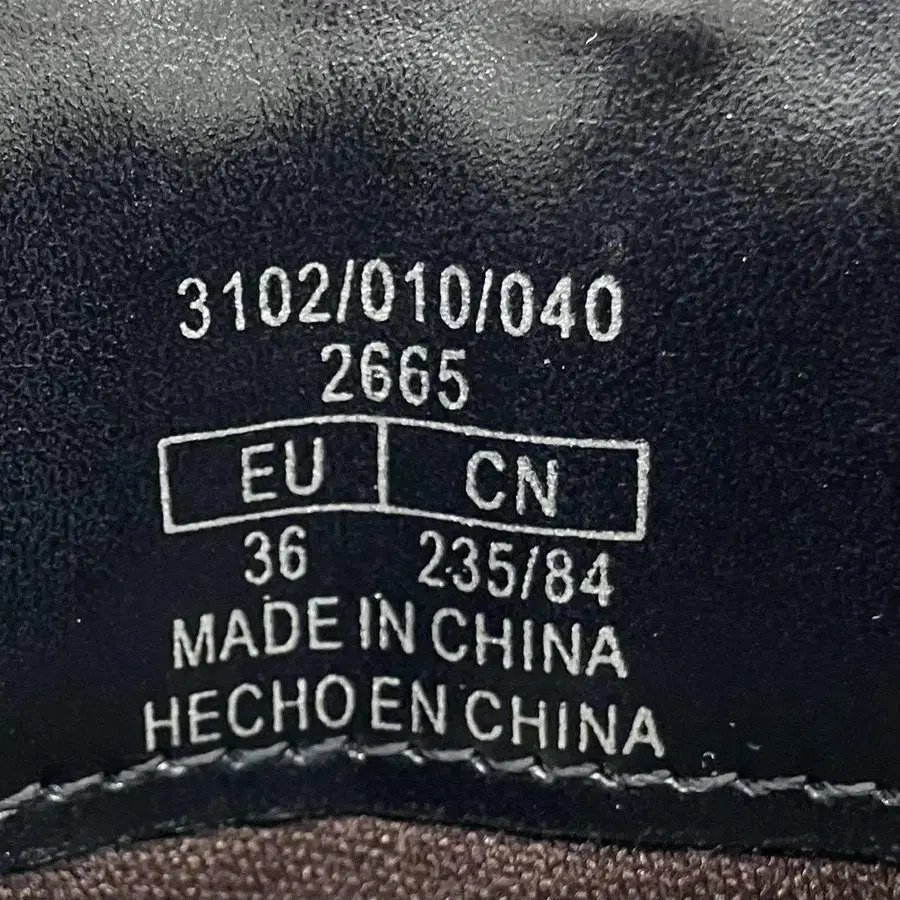 3102/010/040
2665
EU CN
36 235/84
MADE IN CHINA
HECHO EN CHINA